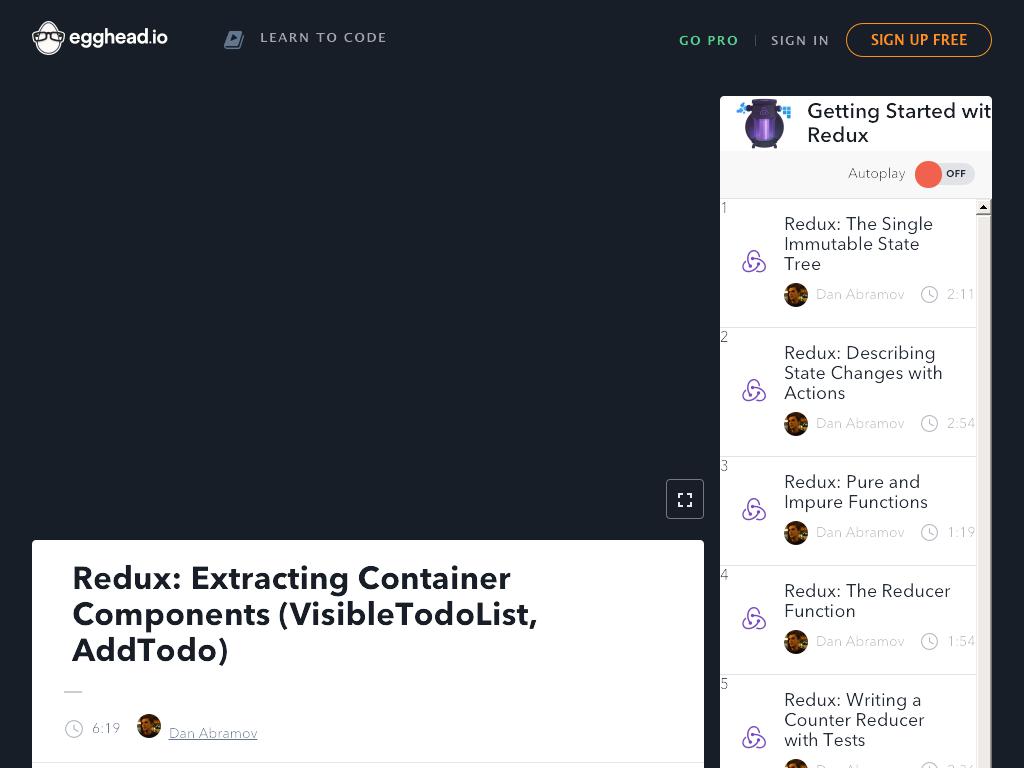 egghead.io
LEARN TO CODE
GO PRO
SIGN IN
SIGN UP FREE
Getting Started wit
Redux
Autoplay
OFF
1
Redux: The Single
Immutable State
Tree
Dan Abramov 2:11
2
Redux: Describing
State Changes with
Actions
Dan Abramov 2:54
3
Redux: Pure and
Impure Functions
Dan Abramov 1:19
4
Redux: The Reducer
Function
Dan Abramov 1:54
5
Redux: Writing a
Counter Reducer
with Tests
Redux: Extracting Container
Components (VisibleTodoList,
AddTodo)
6:19
Dan Abramov